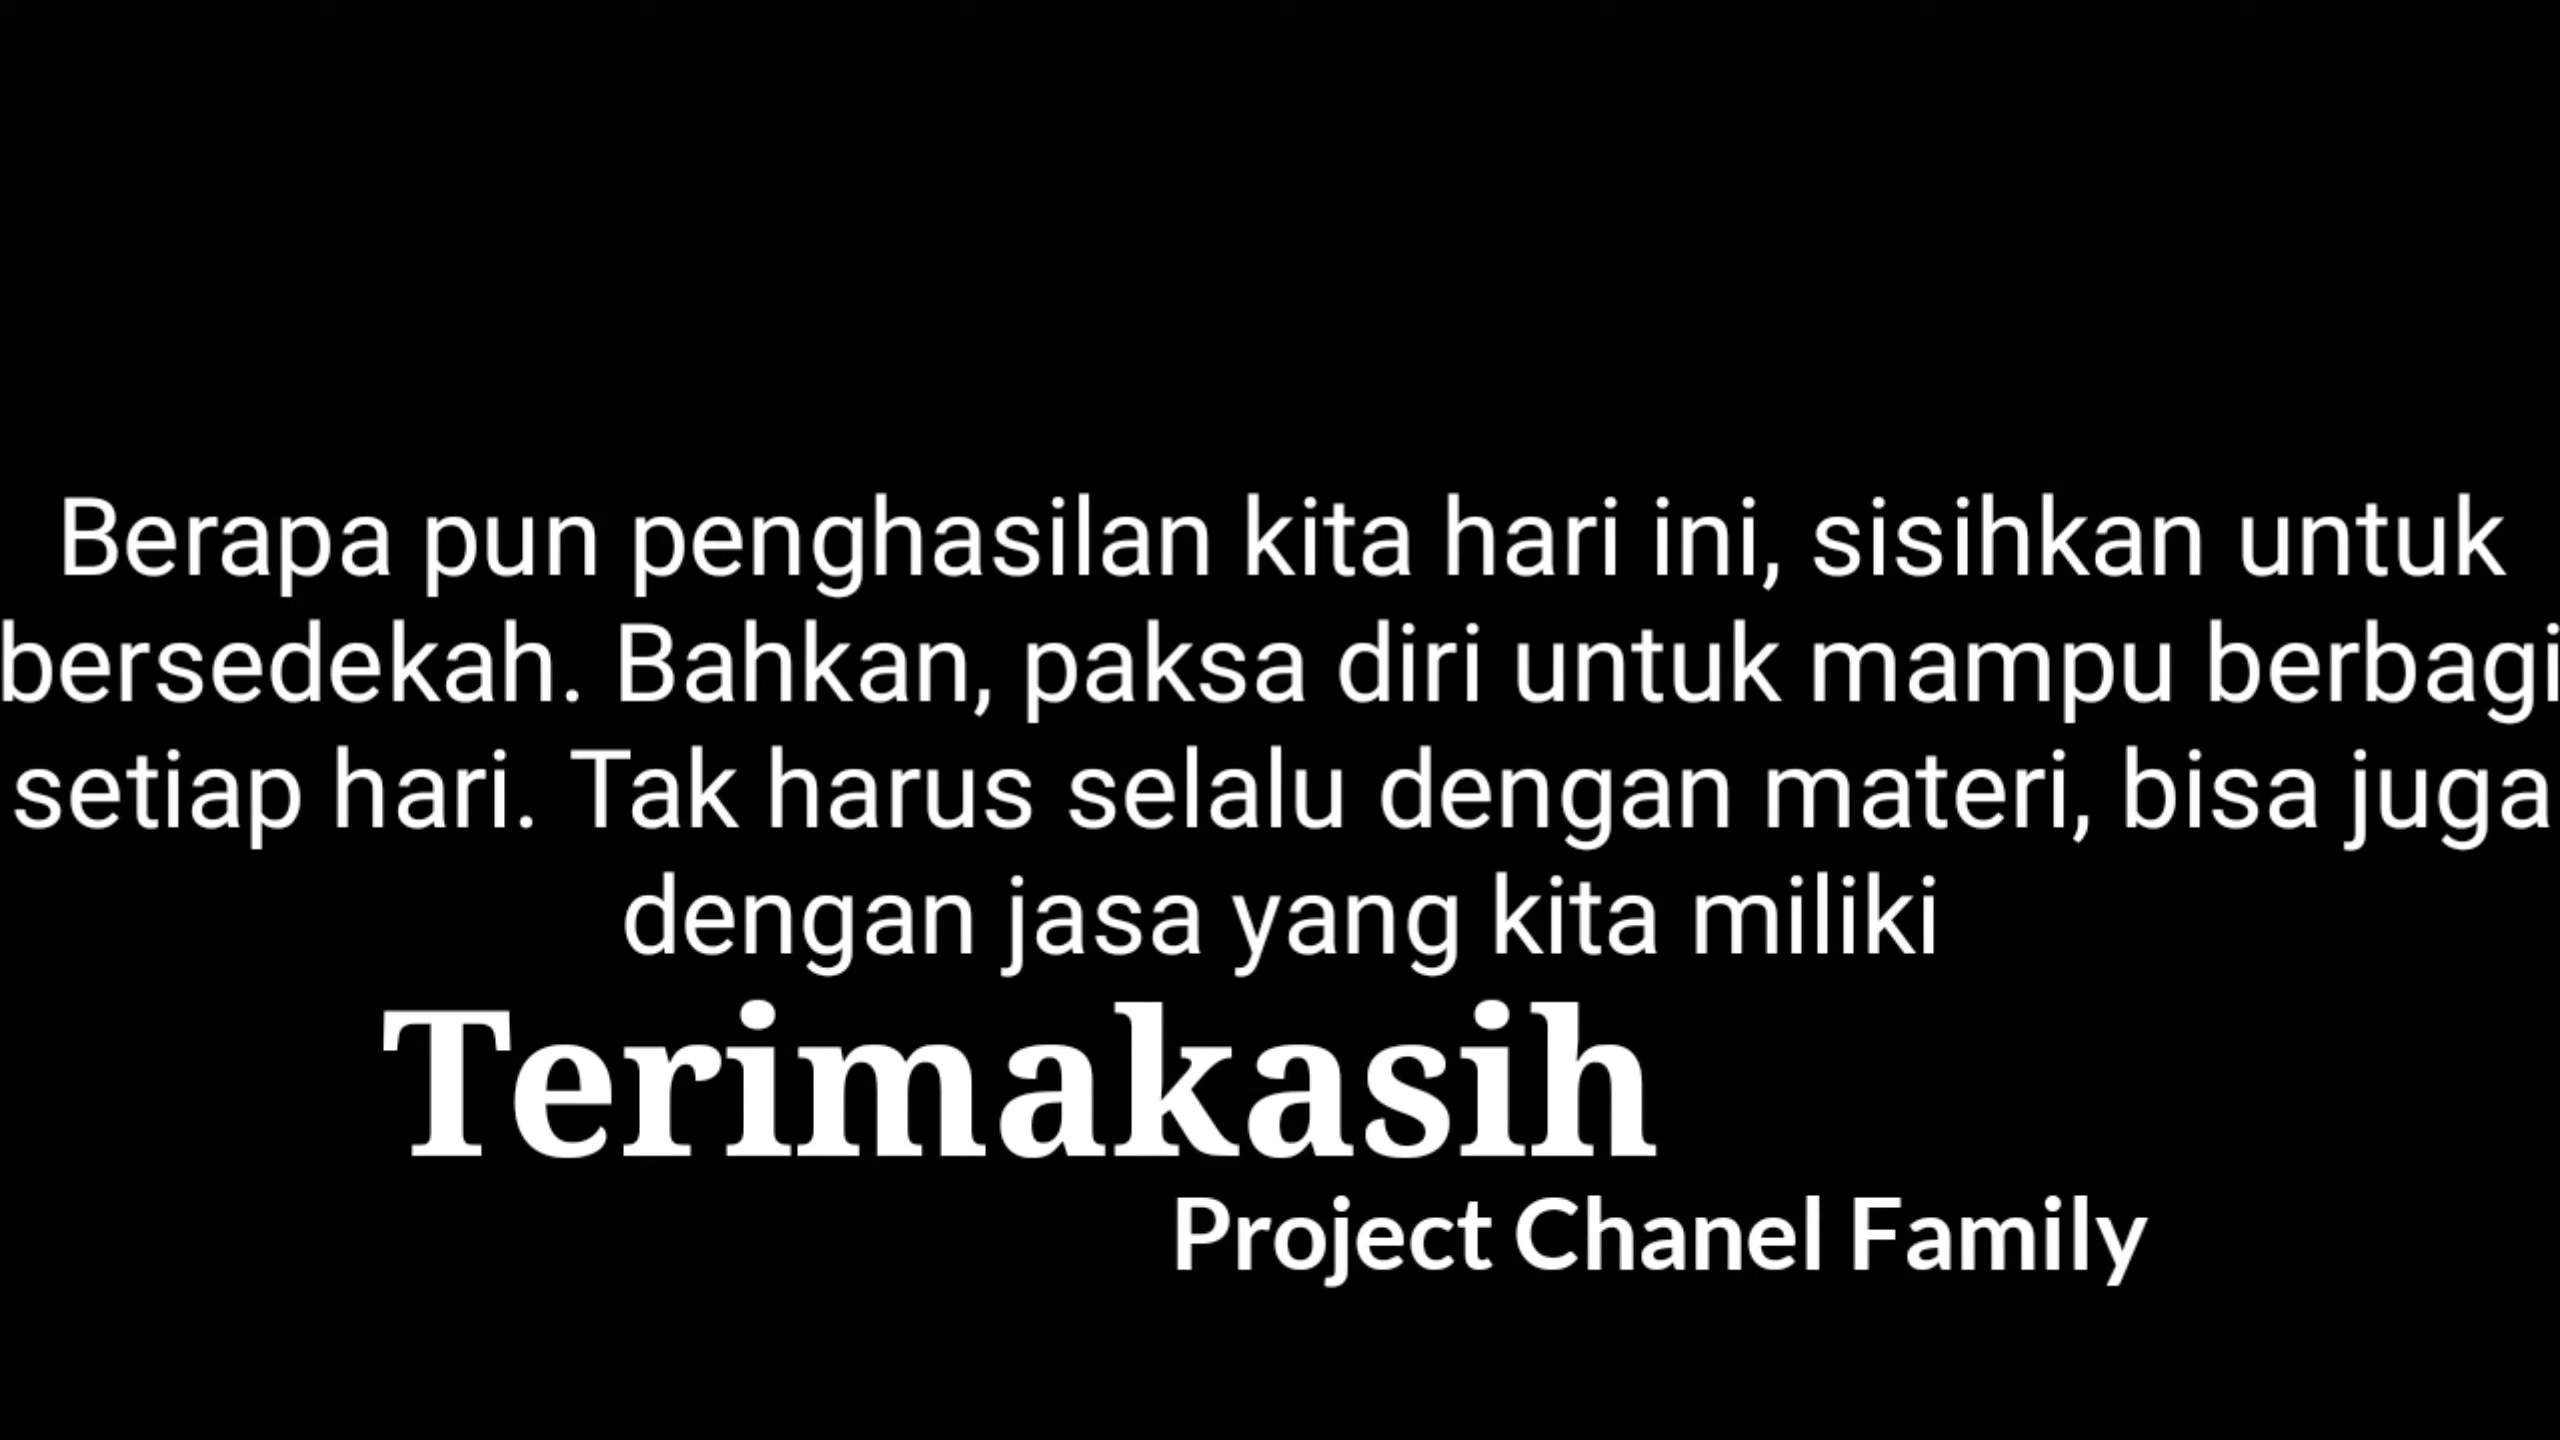 Berapa pun penghasilan kita hari ini, sisihkan untuk
bersedekah. Bahkan, paksa diri untuk mampu berbagi
setiap hari. Tak harus selalu dengan materi, bisa juga
dengan jasa yang kita miliki
Terimakasih
Project Chanel Family